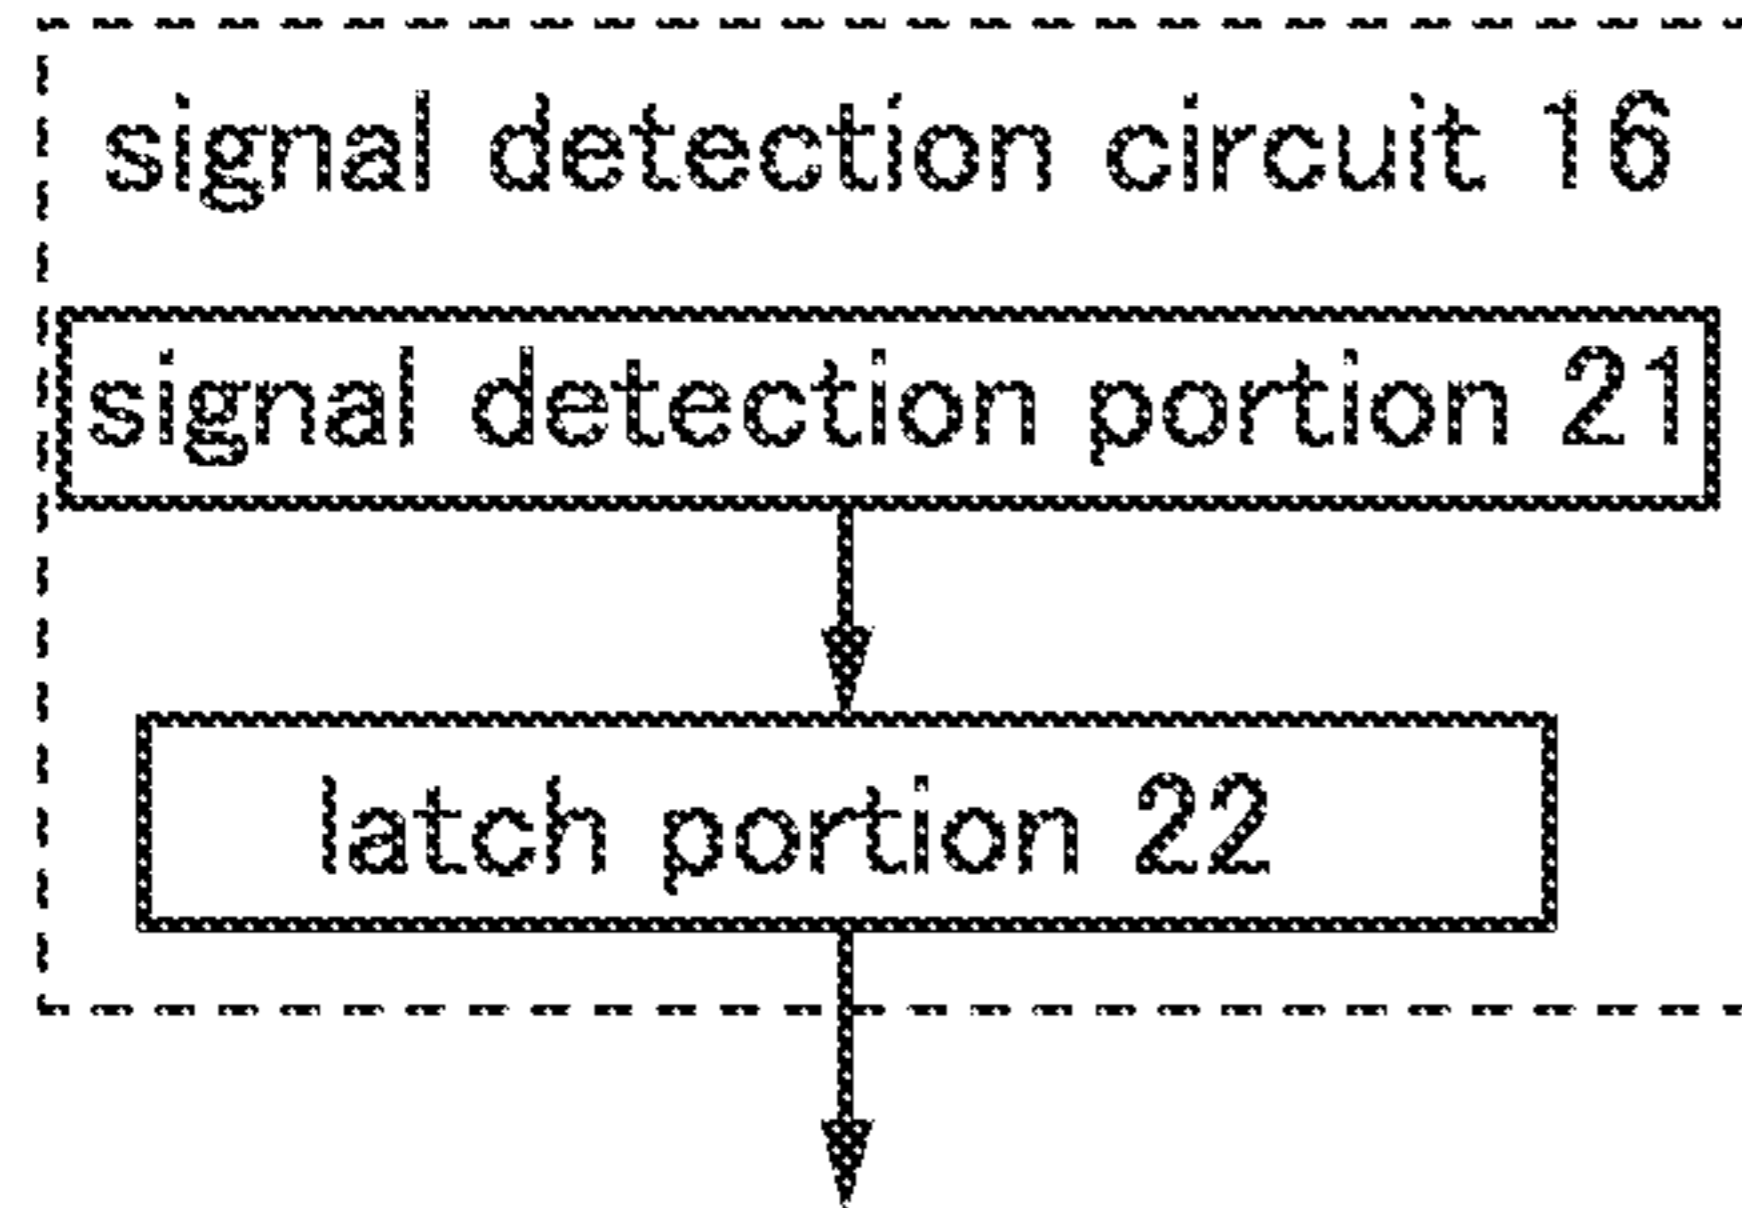 signal detection circuit 16
signal detection portion 21
latch portion 22